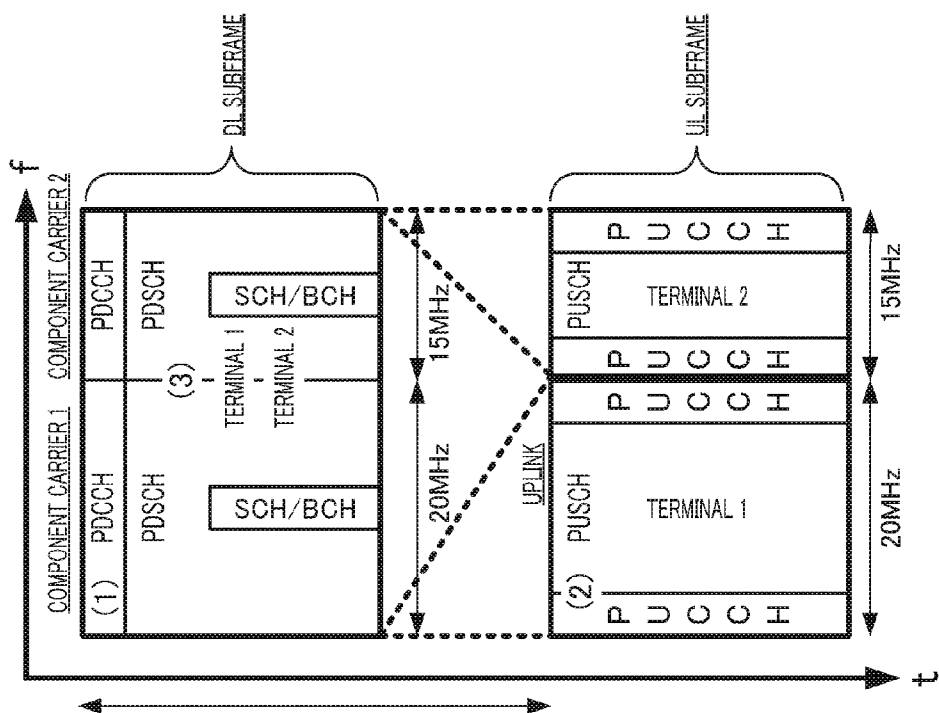 f
COMPONENT CARRIER 1
COMPONENT CARRIER 2
(1)
PDCCH
PDCCH
PDSCH
PDSCH
(3)
SCH/BCH
SCH/BCH
TERMINAL 1
TERMINAL 2
DL SUBFRAME
20MHz
15MHz
UPLINK
(2)
PUSCH
PUSCH
PUCCH
TERMINAL 1
PUCCH
PUCCH
TERMINAL 2
PUCCH
UL SUBFRAME
20MHz
15MHz
t